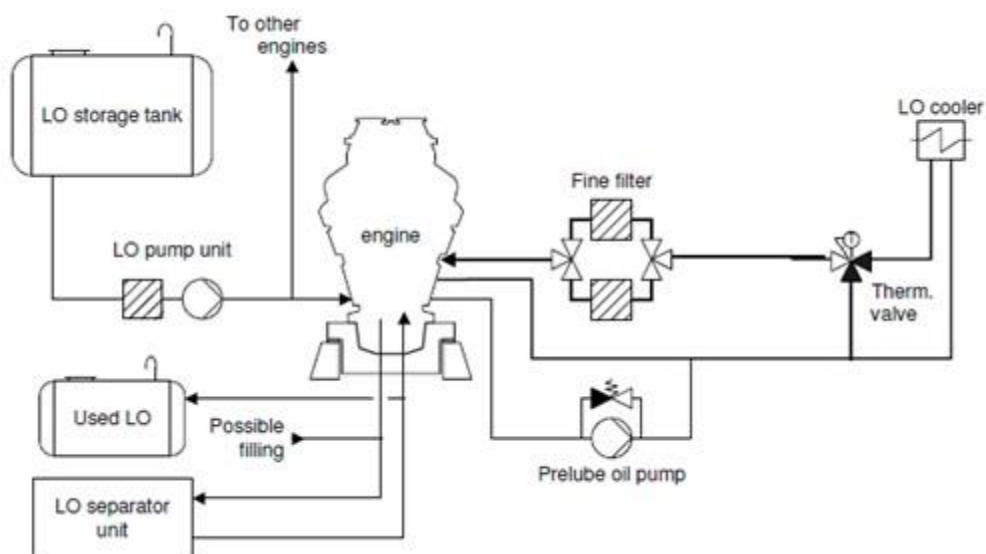 To other
engines
LO storage tank
LO cooler
Fine filter
engine
LO pump unit
Therm.
valve
Used LO
Possible
filling
Prelube oil pump
LO separator
unit